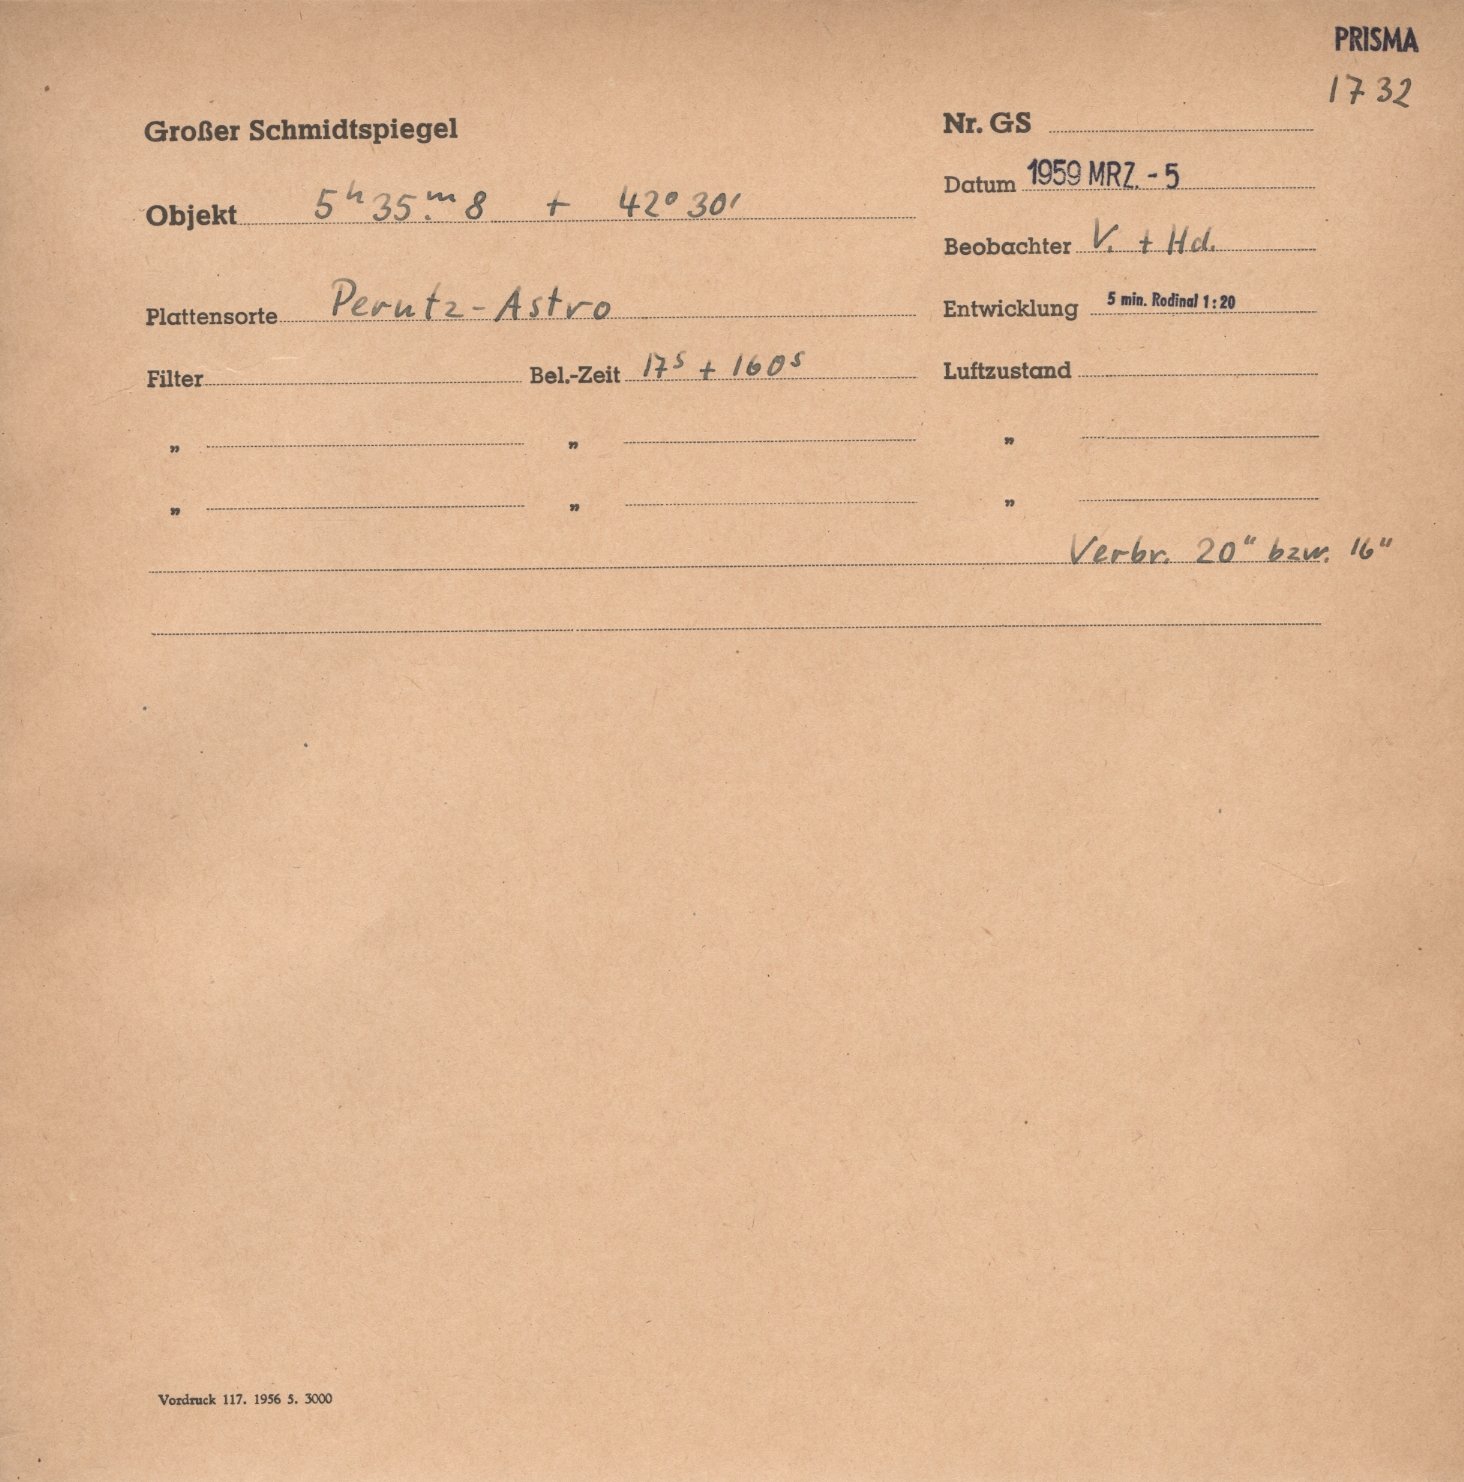 PRISMA
1732
Großer Schmidtspiegel
Nr. GS
Datum 1959 MRZ. - 5
Objekt 5ʰ 35.ᵐ 8 + 42° 30′
Beobachter V. + Hd.
Plattensorte Perutz-Astro
Entwicklung 5 min. Rodinal 1:20
Filter Bel.-Zeit 17ˢ + 160ˢ Luftzustand
„ „ „
„ „ „
Verbr. 20" bzw. 16"
Vordruck 117. 1956 5. 3000